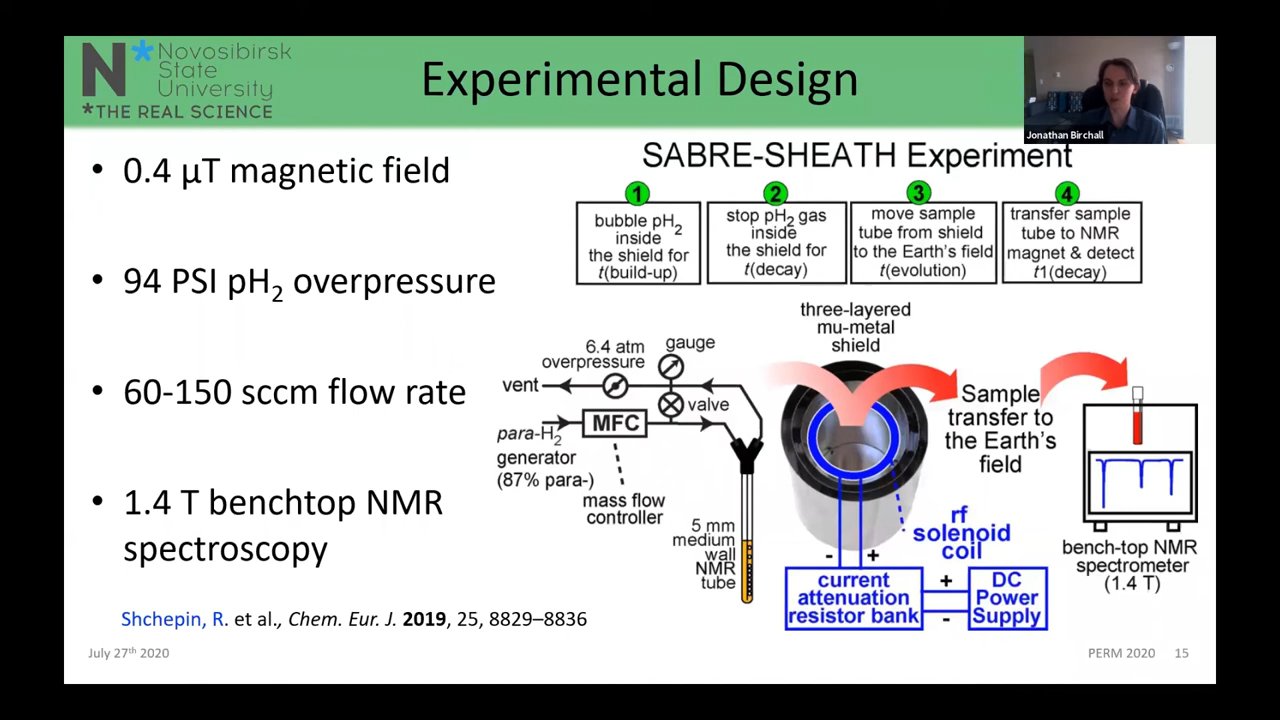 N*
Novosibirsk
State
University
*THE REAL SCIENCE
Experimental Design
Jonathan Birchall
• 0.4 µT magnetic field
• 94 PSI pH₂ overpressure
• 60-150 sccm flow rate
• 1.4 T benchtop NMR
spectroscopy
SABRE-SHEATH Experiment
1
bubble pH₂
inside
the shield for
t(build-up)
2
stop pH₂ gas
inside
the shield for
t(decay)
3
move sample
tube from shield
to the Earth's field
t(evolution)
4
transfer sample
tube to NMR
magnet & detect
t1(decay)
three-layered
mu-metal
shield
6.4 atm
overpressure
gauge
vent
valve
MFC
para-H₂
generator
(87% para-)
mass flow
controller
5 mm
medium
wall
NMR
tube
Sample
transfer to
the Earth's
field
rf
solenoid
coil
- +
current
attenuation
resistor bank
+
-
DC
Power
Supply
bench-top NMR
spectrometer
(1.4 T)
Shchepin, R. et al., Chem. Eur. J. 2019, 25, 8829–8836
July 27th 2020
PERM 2020 15